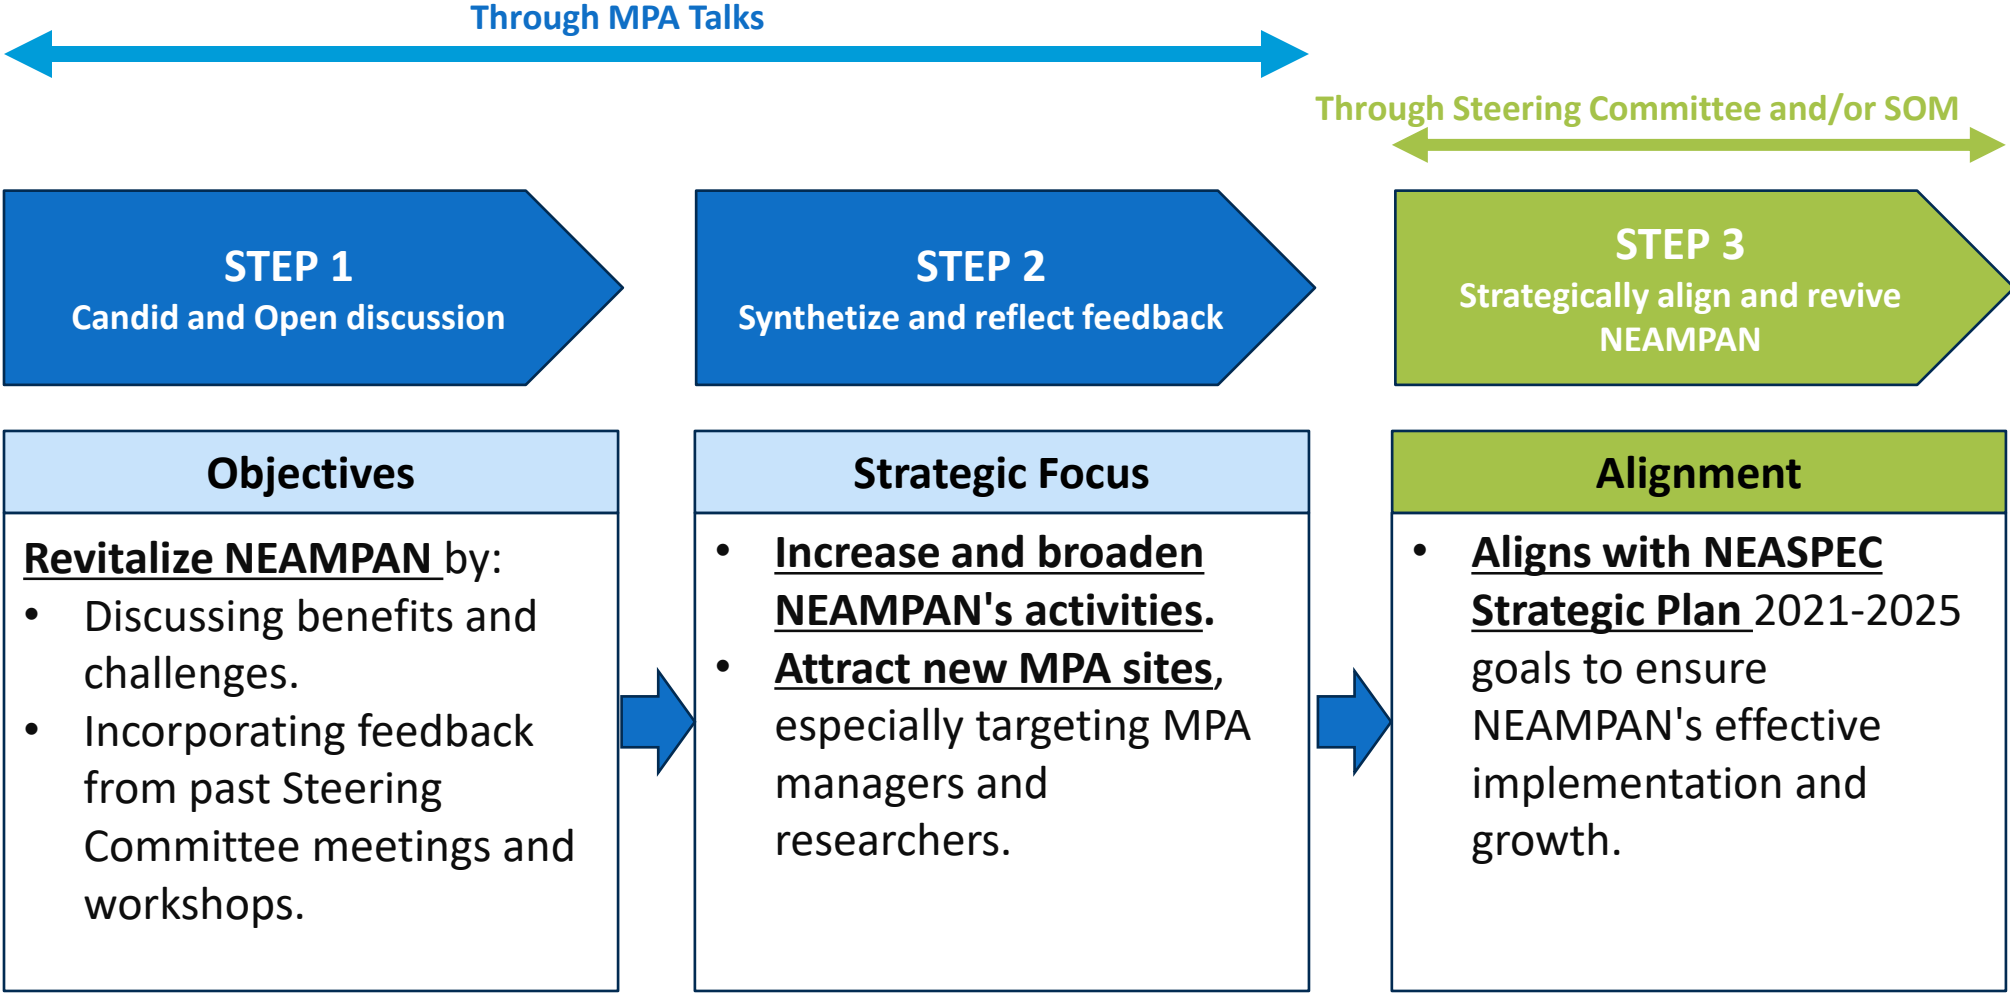 Through MPA Talks
Through Steering Committee and/or SOM
STEP 1
Candid and Open discussion
STEP 2
Synthetize and reflect feedback
STEP 3
Strategically align and revive
NEAMPAN
Objectives
Revitalize NEAMPAN by:
• Discussing benefits and
challenges.
• Incorporating feedback
from past Steering
Committee meetings and
workshops.
Strategic Focus
• Increase and broaden
NEAMPAN's activities.
• Attract new MPA sites,
especially targeting MPA
managers and
researchers.
Alignment
• Aligns with NEASPEC
Strategic Plan 2021-2025
goals to ensure
NEAMPAN's effective
implementation and
growth.